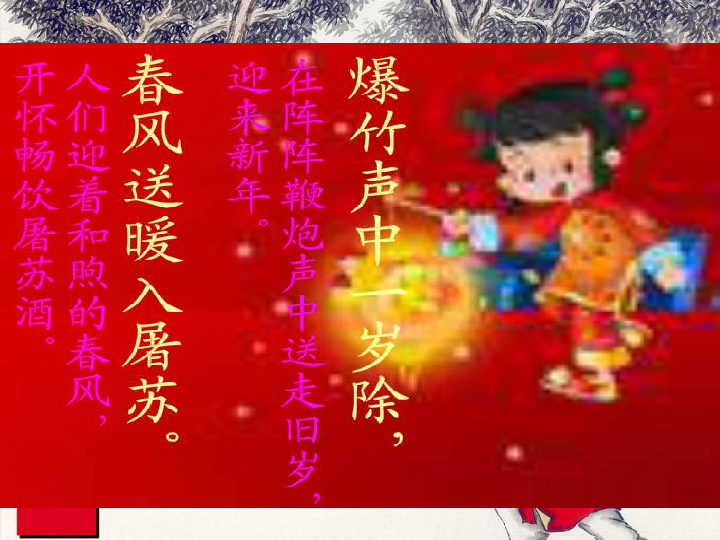 爆竹声中一岁除，
在阵阵鞭炮声中送走旧岁，
迎来新年。
春风送暖入屠苏。
人们迎着和煦的春风，
开怀畅饮屠苏酒。